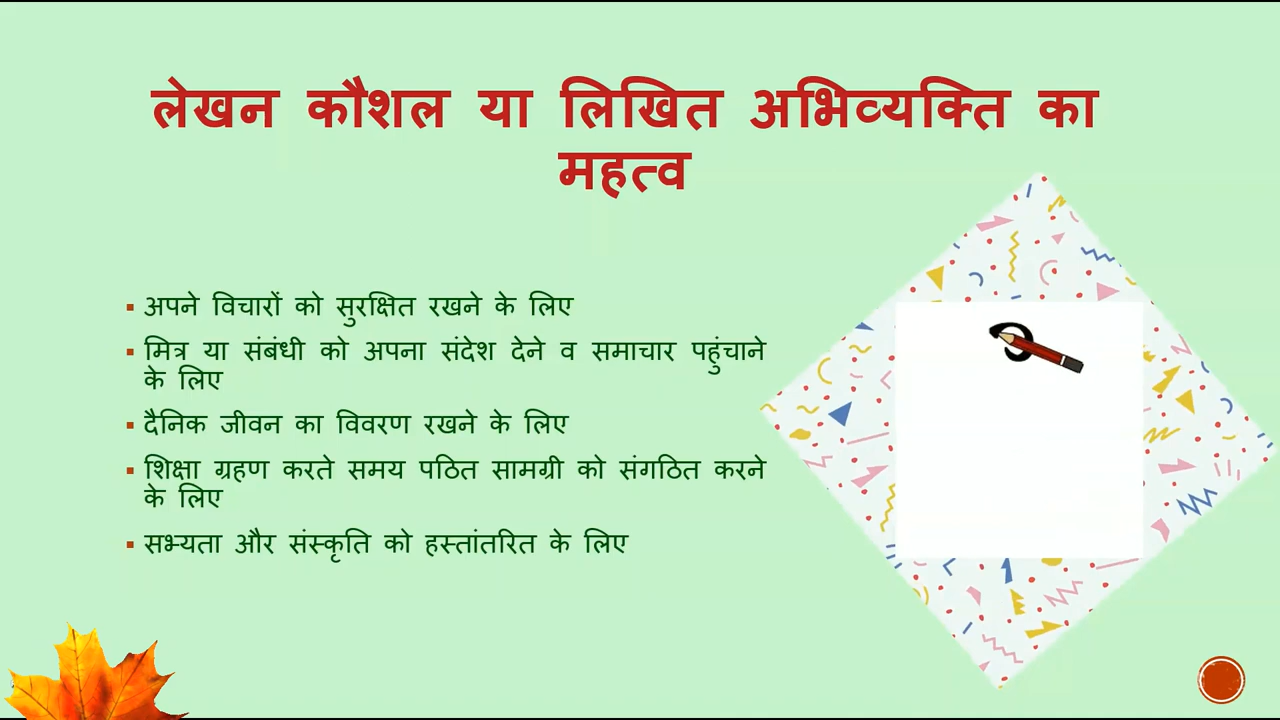 लेखन कौशल या लिखित अभिव्यक्ति का
महत्व
अपने विचारों को सुरक्षित रखने के लिए
मित्र या संबंधी को अपना संदेश देने व समाचार पहुंचाने
के लिए
दैनिक जीवन का विवरण रखने के लिए
शिक्षा ग्रहण करते समय पठित सामग्री को संगठित करने
के लिए
सभ्यता और संस्कृति को हस्तांतरित के लिए